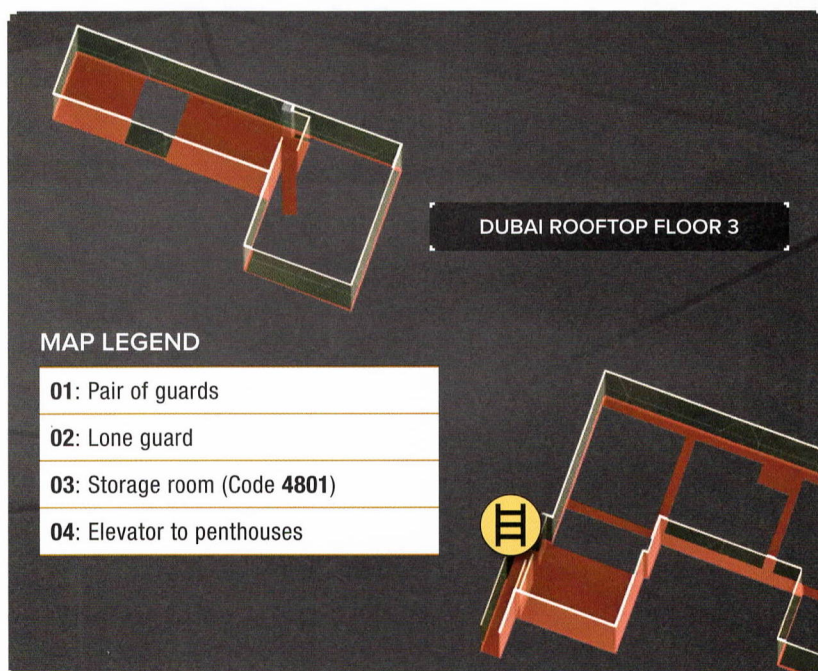 DUBAI ROOFTOP FLOOR 3
MAP LEGEND
01: Pair of guards
02: Lone guard
03: Storage room (Code 4801)
04: Elevator to penthouses